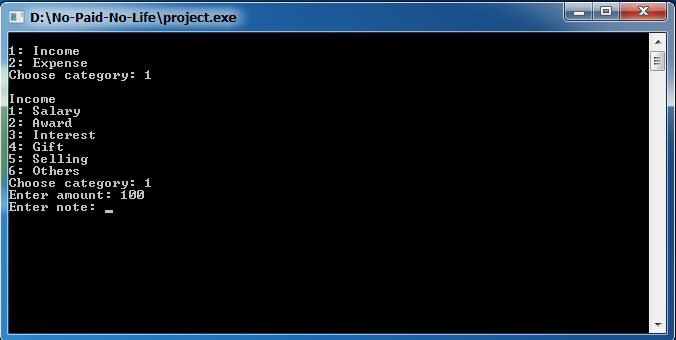 D:\No-Paid-No-Life\project.exe
1: Income
2: Expense
Choose category: 1
Income
1: Salary
2: Award
3: Interest
4: Gift
5: Selling
6: Others
Choose category: 1
Enter amount: 100
Enter note: _